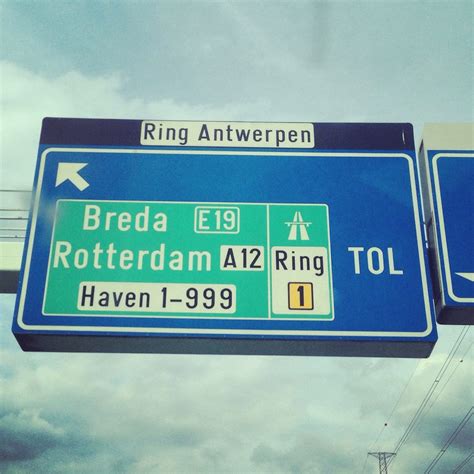 Ring Antwerpen
Breda E19
Rotterdam A12 Ring TOL
Haven 1-999 1